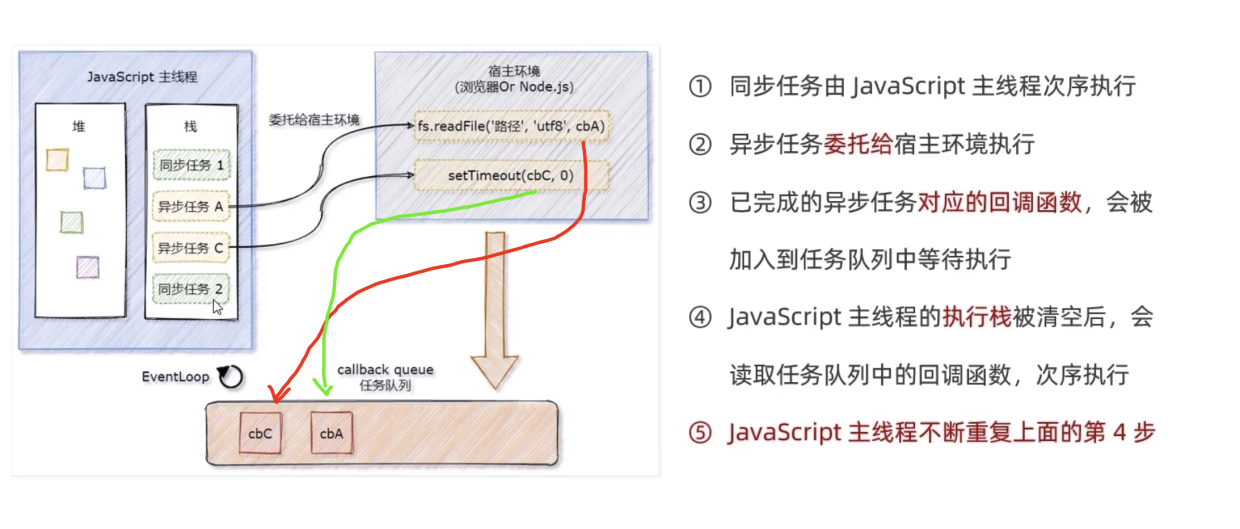 JavaScript 主线程
堆
栈
同步任务 1
异步任务 A
异步任务 C
同步任务 2
委托给宿主环境
宿主环境
(浏览器Or Node.js)
fs.readFile('路径', 'utf8', cbA)
setTimeout(cbC, 0)
EventLoop
callback queue
任务队列
cbC
cbA
① 同步任务由 JavaScript 主线程次序执行
② 异步任务委托给宿主环境执行
③ 已完成的异步任务对应的回调函数，会被
加入到任务队列中等待执行
④ JavaScript 主线程的执行栈被清空后，会
读取任务队列中的回调函数，次序执行
⑤ JavaScript 主线程不断重复上面的第 4 步